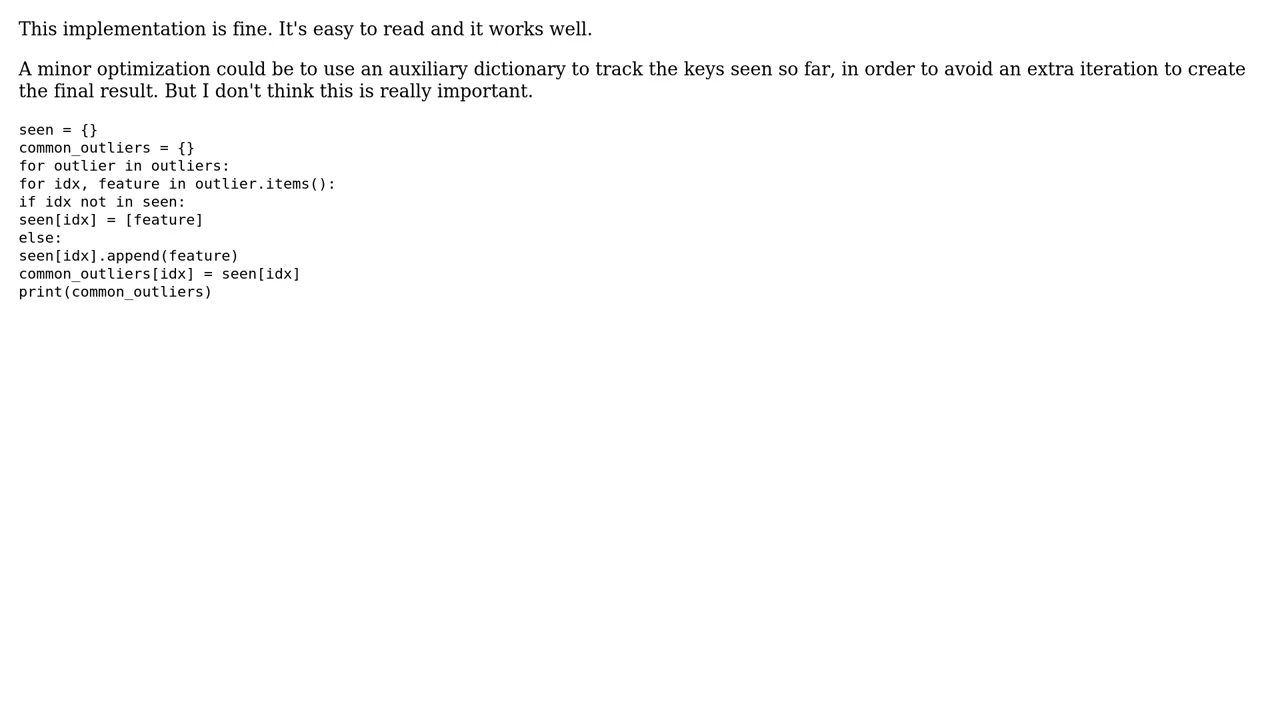 This implementation is fine. It's easy to read and it works well.
A minor optimization could be to use an auxiliary dictionary to track the keys seen so far, in order to avoid an extra iteration to create
the final result. But I don't think this is really important.
seen = {}
common_outliers = {}
for outlier in outliers:
for idx, feature in outlier.items():
if idx not in seen:
seen[idx] = [feature]
else:
seen[idx].append(feature)
common_outliers[idx] = seen[idx]
print(common_outliers)